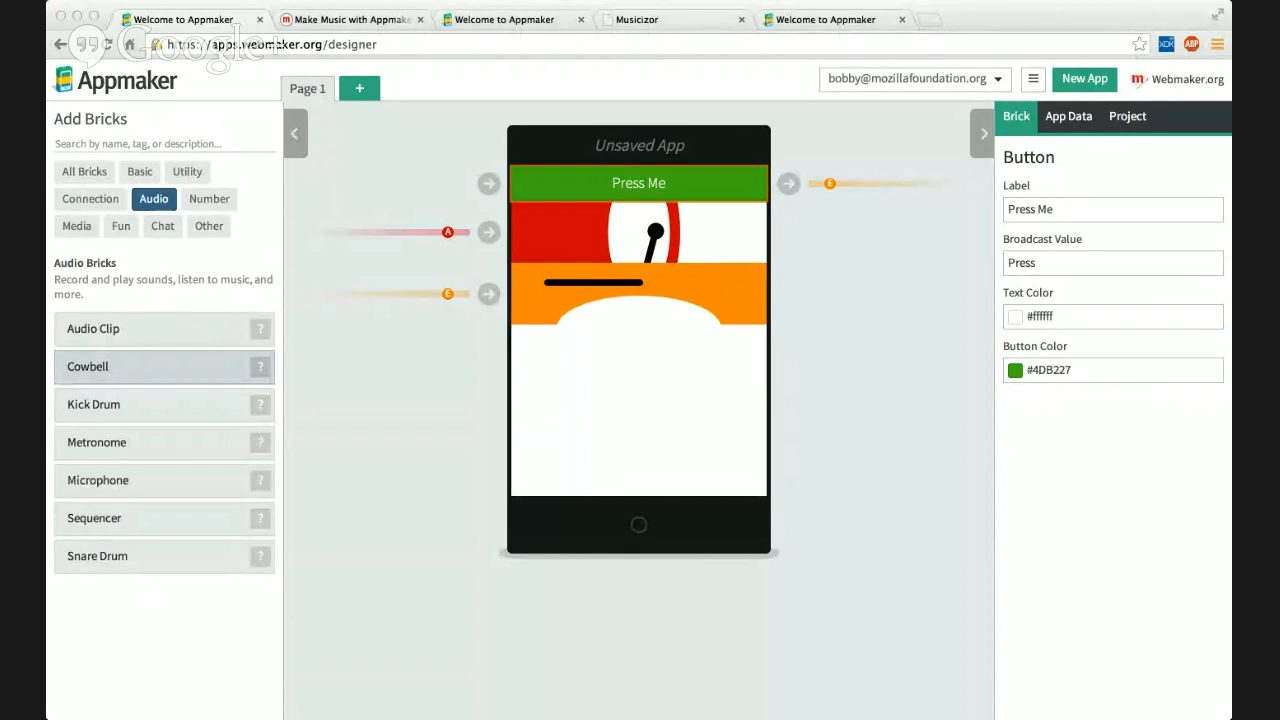 Welcome to Appmaker
Make Music with Appmake
Welcome to Appmaker
Musicizor
Welcome to Appmaker
Google+
https://apps.webmaker.org/designer
XDK
ABP
Appmaker
Page 1
+
bobby@mozillafoundation.org
New App
m Webmaker.org
Add Bricks
Search by name, tag, or description...
All Bricks
Basic
Utility
Connection
Audio
Number
Media
Fun
Chat
Other
Audio Bricks
Record and play sounds, listen to music, and
more.
Audio Clip ?
Cowbell ?
Kick Drum ?
Metronome ?
Microphone ?
Sequencer ?
Snare Drum ?
Unsaved App
Press Me
E
A
E
Brick
App Data
Project
Button
Label
Press Me
Broadcast Value
Press
Text Color
#ffffff
Button Color
#4DB227